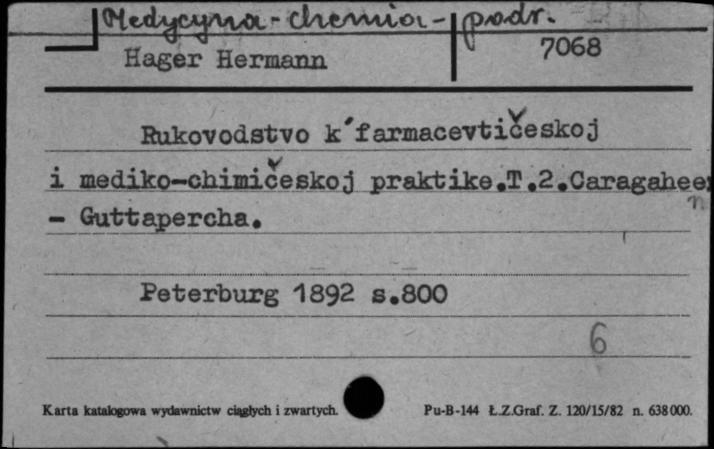 Medycyna - chemia - podr.
Hager Hermann
7068
Rukovodstvo k'farmacevtičeskoj
i mediko-chimičeskoj praktike.T.2.Caragaheen
- Guttapercha.
Peterburg 1892 s.800
6
Karta katalogowa wydawnictw ciągłych i zwartych. Pu-B-144 Ł.Z.Graf. Z. 120/15/82 n. 638000.